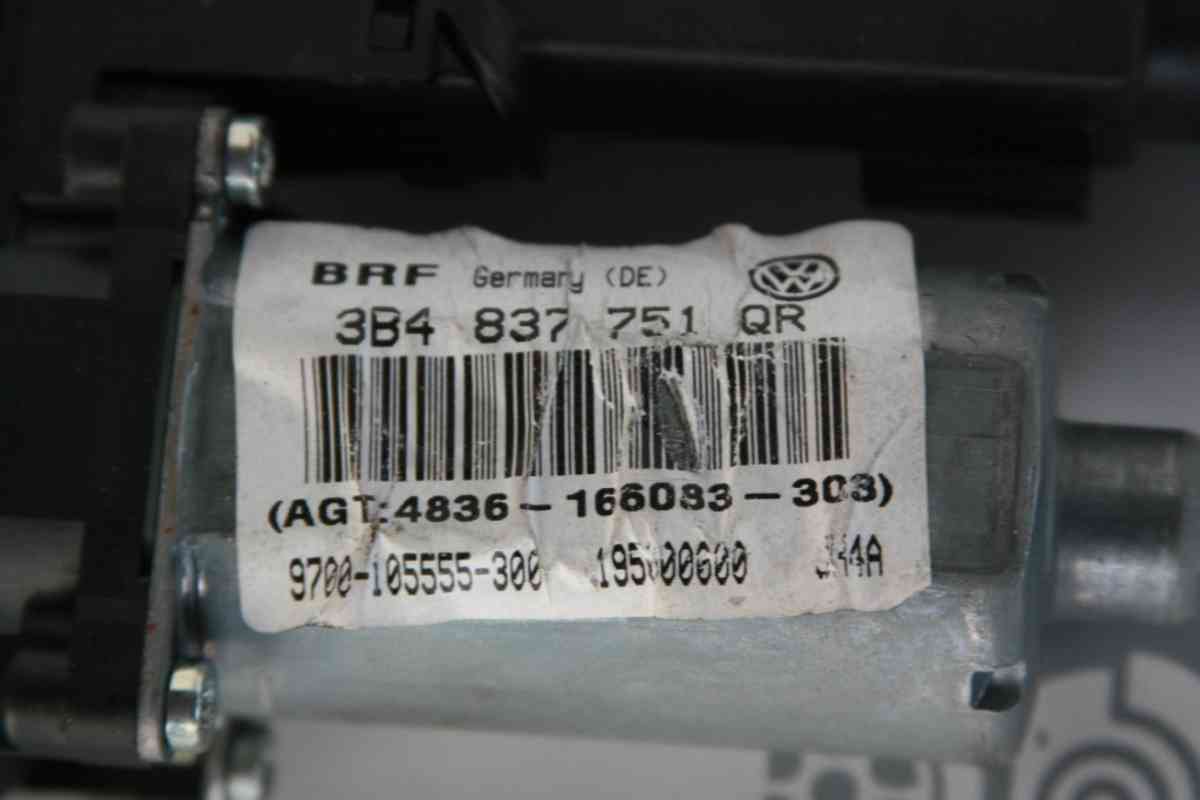 BRF Germany (DE)
3B4 837 751 QR
(AGT:4836-166083-303)
9700-105555-300